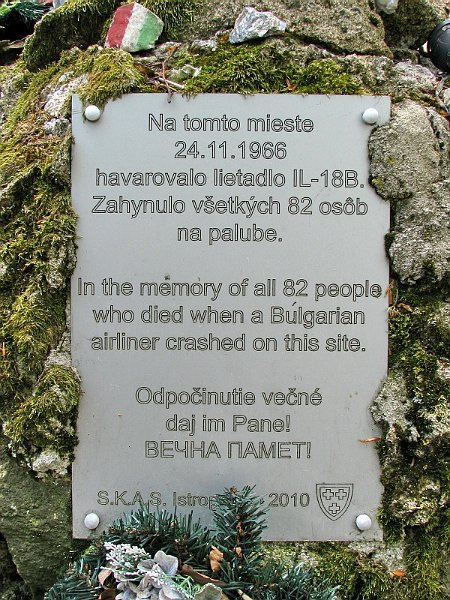 Na tomto mieste
24.11.1966
havarovalo lietadlo IL-18B.
Zahynulo všetkých 82 osôb
na palube.
In the memory of all 82 people
who died when a Bulgarian
airliner crashed on this site.
Odpočinutie večné
daj im Pane!
ВЕЧНА ПАМЕТ!
S.K.A.S. 2010